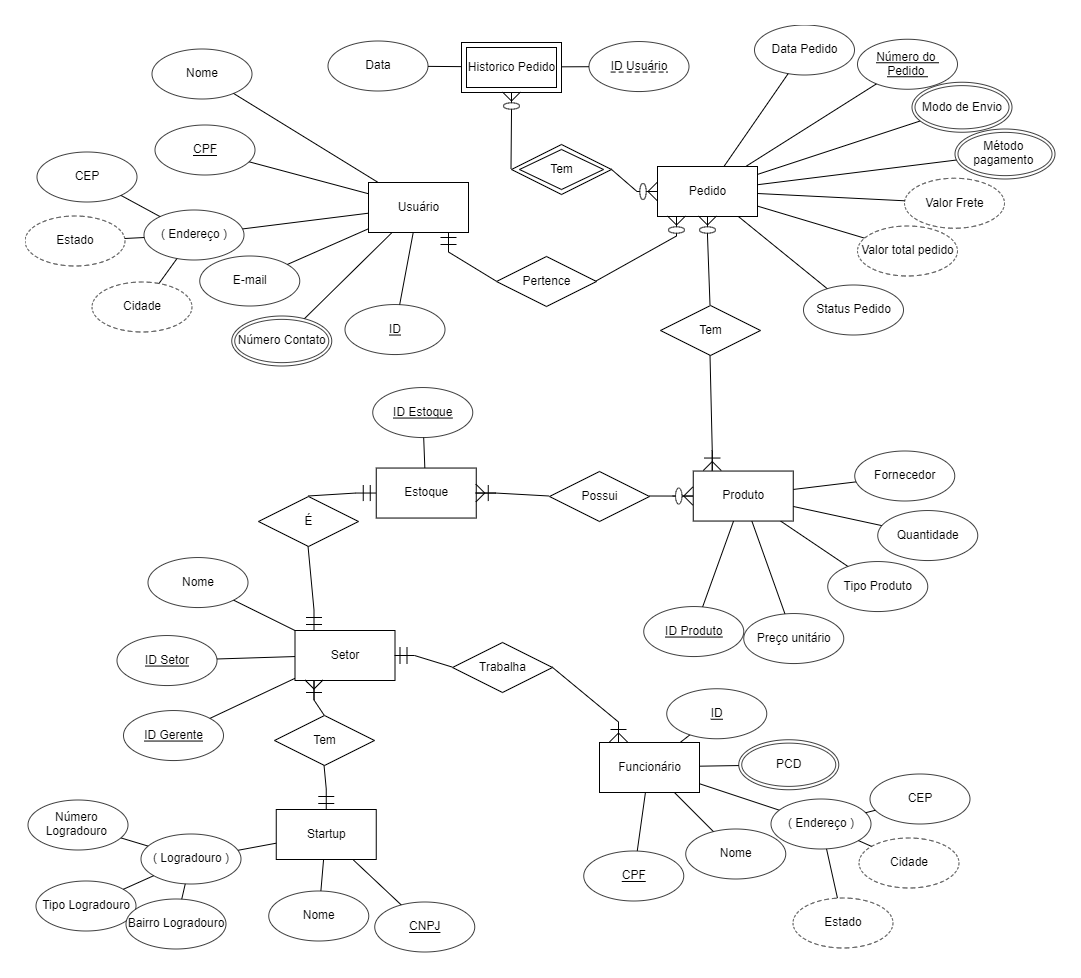 Data
Historico Pedido
ID Usuário
Data Pedido
Número do
Pedido
Modo de Envio
Método
pagamento
Valor Frete
Valor total pedido
Status Pedido
Pedido
Tem
Nome
CPF
CEP
Estado
( Endereço )
Cidade
E-mail
Número Contato
ID
Usuário
Pertence
Tem
ID Estoque
Estoque
Possui
Produto
Fornecedor
Quantidade
Tipo Produto
Preço unitário
ID Produto
É
Nome
ID Setor
ID Gerente
Setor
Trabalha
Tem
ID
Funcionário
PCD
( Endereço )
CEP
Cidade
Estado
Nome
CPF
Número
Logradouro
( Logradouro )
Tipo Logradouro
Bairro Logradouro
Startup
Nome
CNPJ